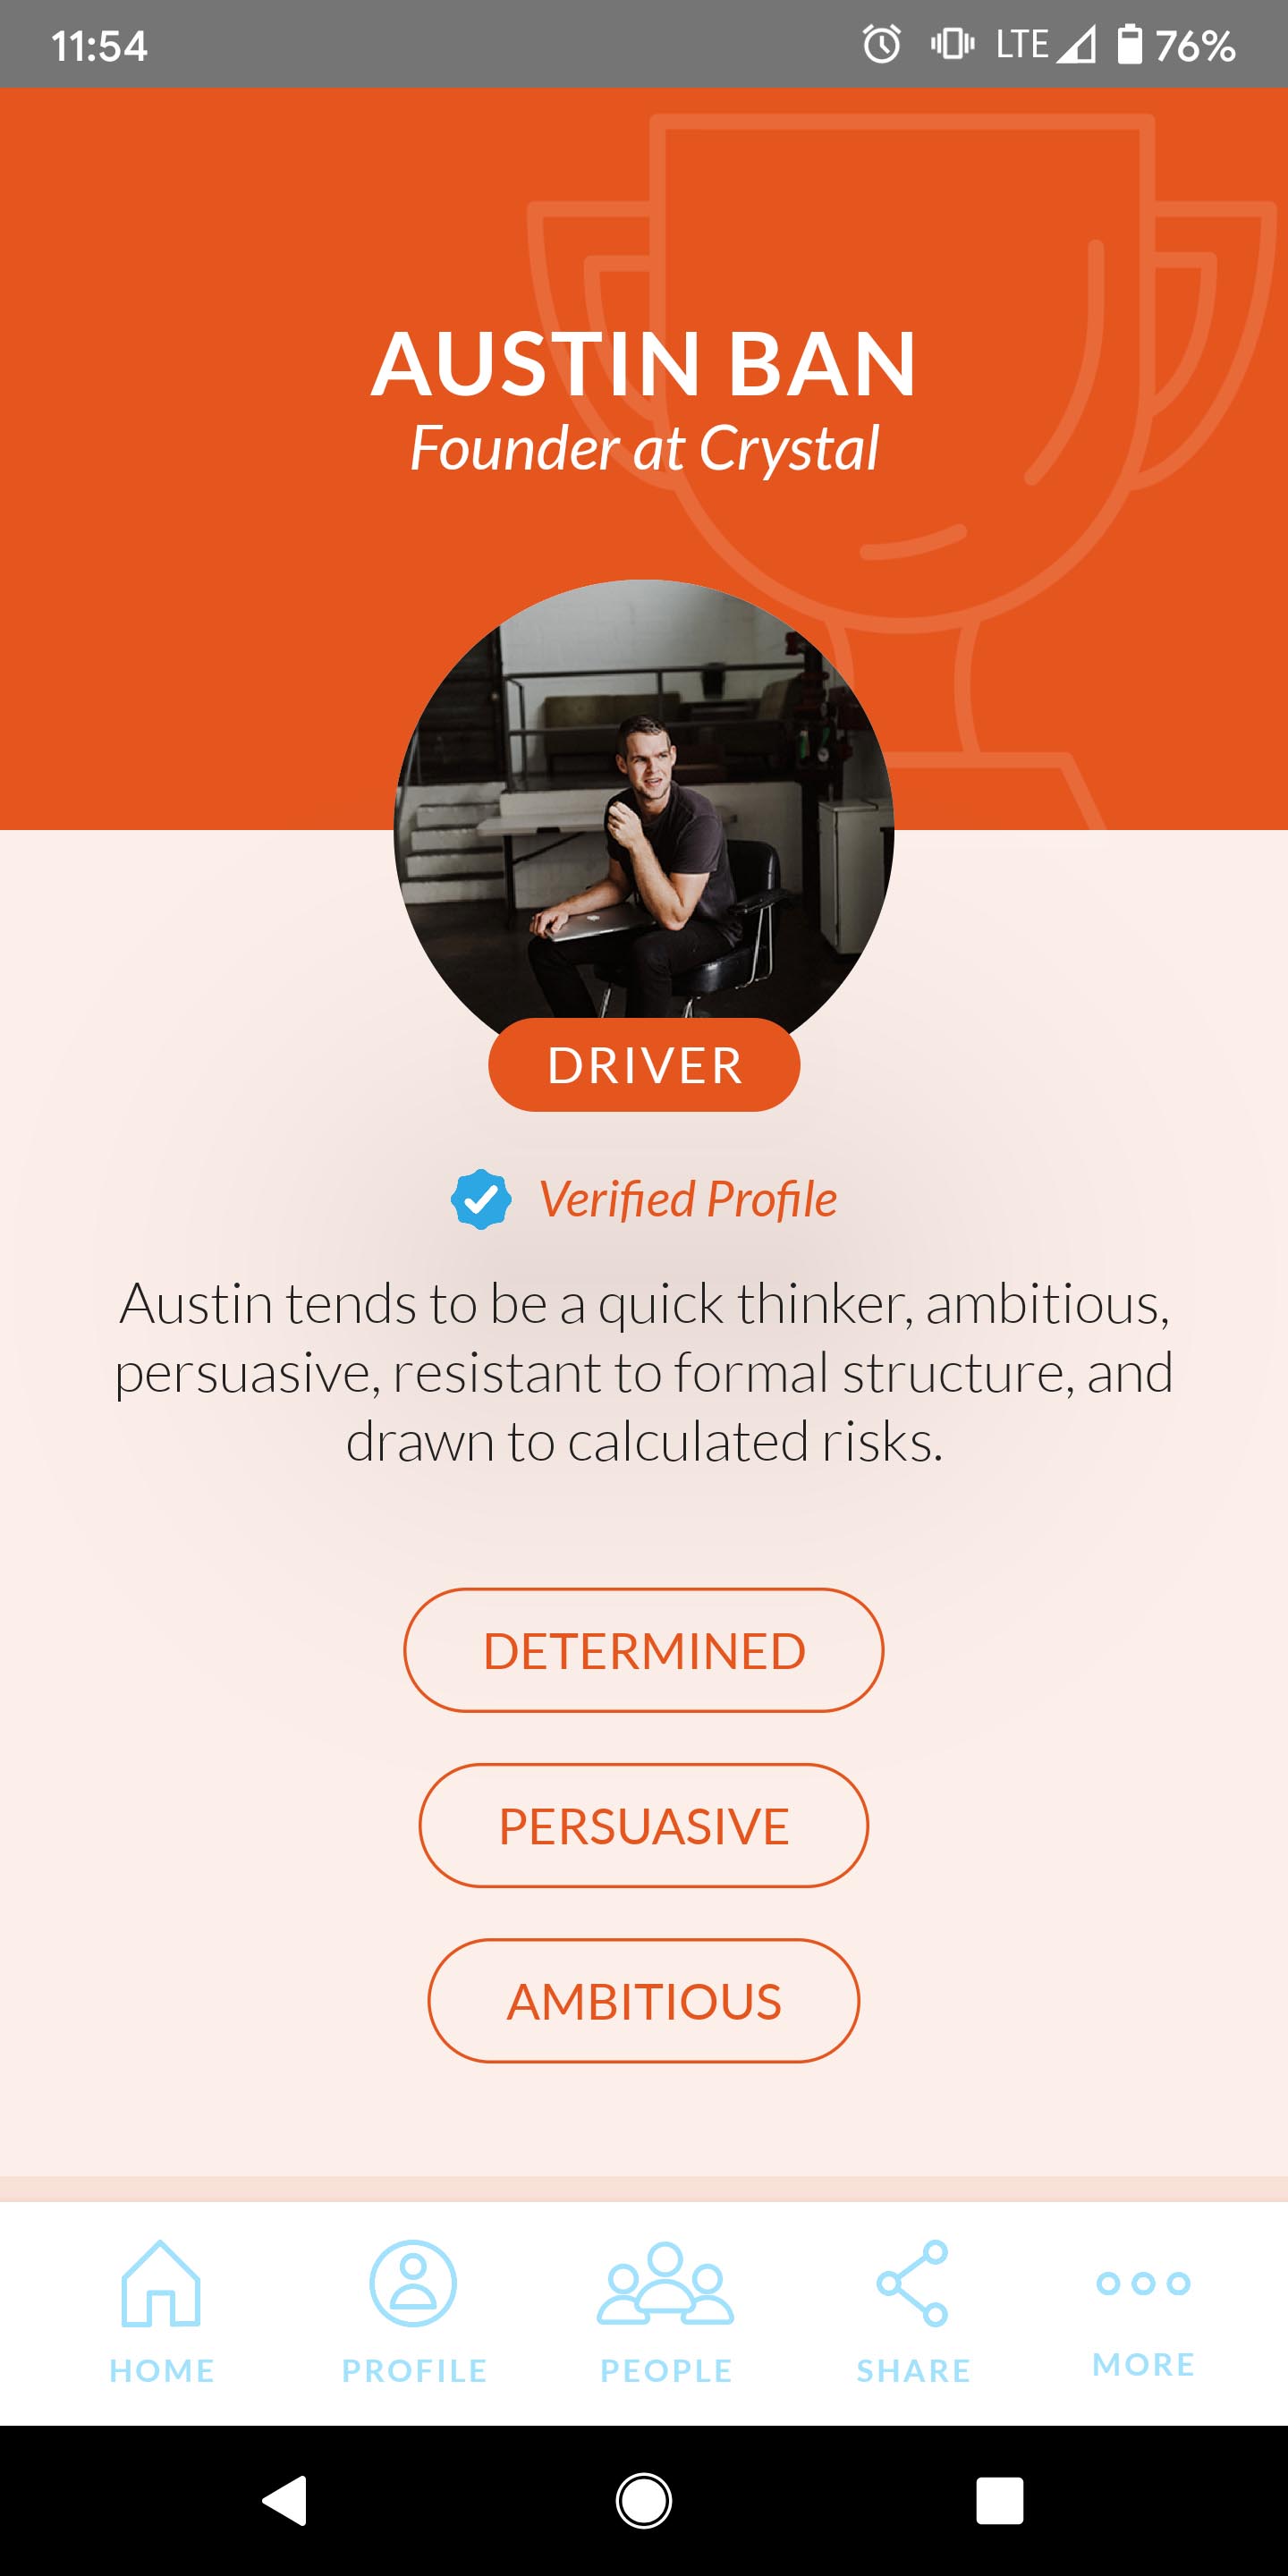 11:54 LTE 76%
AUSTIN BAN
Founder at Crystal
DRIVER
Verified Profile
Austin tends to be a quick thinker, ambitious,
persuasive, resistant to formal structure, and
drawn to calculated risks.
DETERMINED
PERSUASIVE
AMBITIOUS
HOME PROFILE PEOPLE SHARE MORE